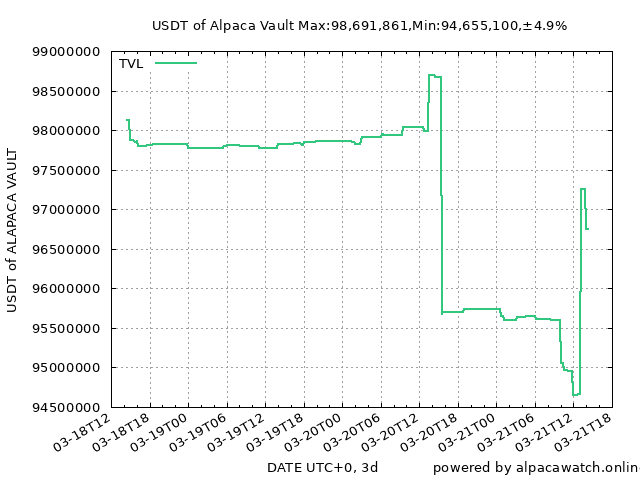 USDT of Alpaca Vault Max:98,691,861,Min:94,655,100,±4.9%
99000000
TVL
98500000
98000000
97500000
97000000
96500000
96000000
95500000
95000000
94500000
USDT of ALAPACA VAULT
03-18T12
03-18T18
03-19T00
03-19T06
03-19T12
03-19T18
03-20T00
03-20T06
03-20T12
03-20T18
03-21T00
03-21T06
03-21T12
03-21T18
DATE UTC+0, 3d
powered by alpacawatch.online